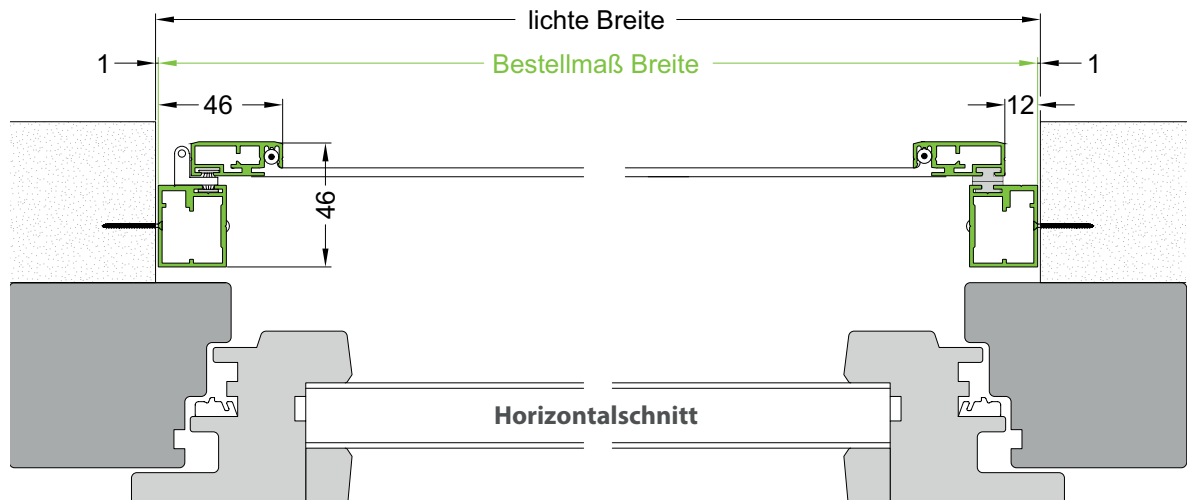 lichte Breite
1 Bestellmaß Breite 1
46 12
46
Horizontalschnitt